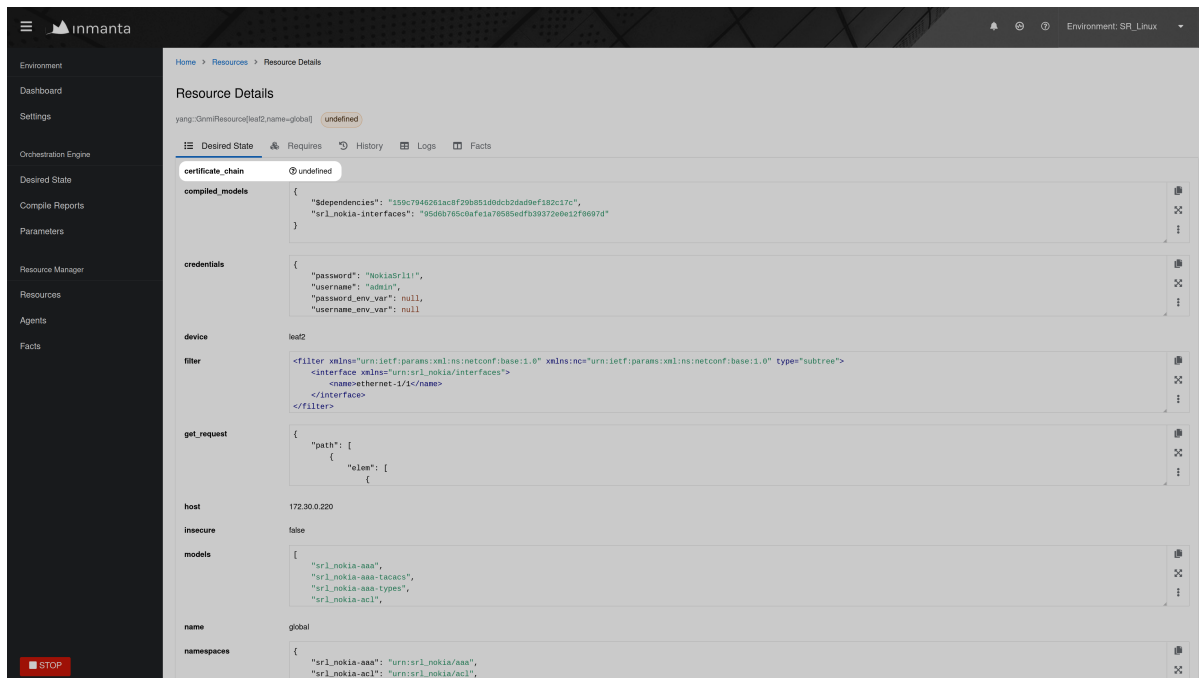 inmanta
Environment: SR_Linux
Environment
Dashboard
Settings
Orchestration Engine
Desired State
Compile Reports
Parameters
Resource Manager
Resources
Agents
Facts
STOP
Home > Resources > Resource Details
Resource Details
yang::GnmiResource[leaf2,name=global] undefined
Desired State Requires History Logs Facts
certificate_chain undefined
compiled_models {
"$dependencies": "159c7946261ac8f29b851d0dcb2dad9ef182c17c",
"srl_nokia-interfaces": "95d6b765c0afe1a70585edfb39372e0e12f0697d"
}
credentials {
"password": "NokiaSrl1!",
"username": "admin",
"password_env_var": null,
"username_env_var": null
device leaf2
filter <filter xmlns="urn:ietf:params:xml:ns:netconf:base:1.0" xmlns:nc="urn:ietf:params:xml:ns:netconf:base:1.0" type="subtree">
<interface xmlns="urn:srl_nokia/interfaces">
<name>ethernet-1/1</name>
</interface>
</filter>
get_request {
"path": [
{
"elem": [
{
host 172.30.0.220
insecure false
models [
"srl_nokia-aaa",
"srl_nokia-aaa-tacacs",
"srl_nokia-aaa-types",
"srl_nokia-acl",
name global
namespaces {
"srl_nokia-aaa": "urn:srl_nokia/aaa",
"srl_nokia-acl": "urn:srl_nokia/acl",